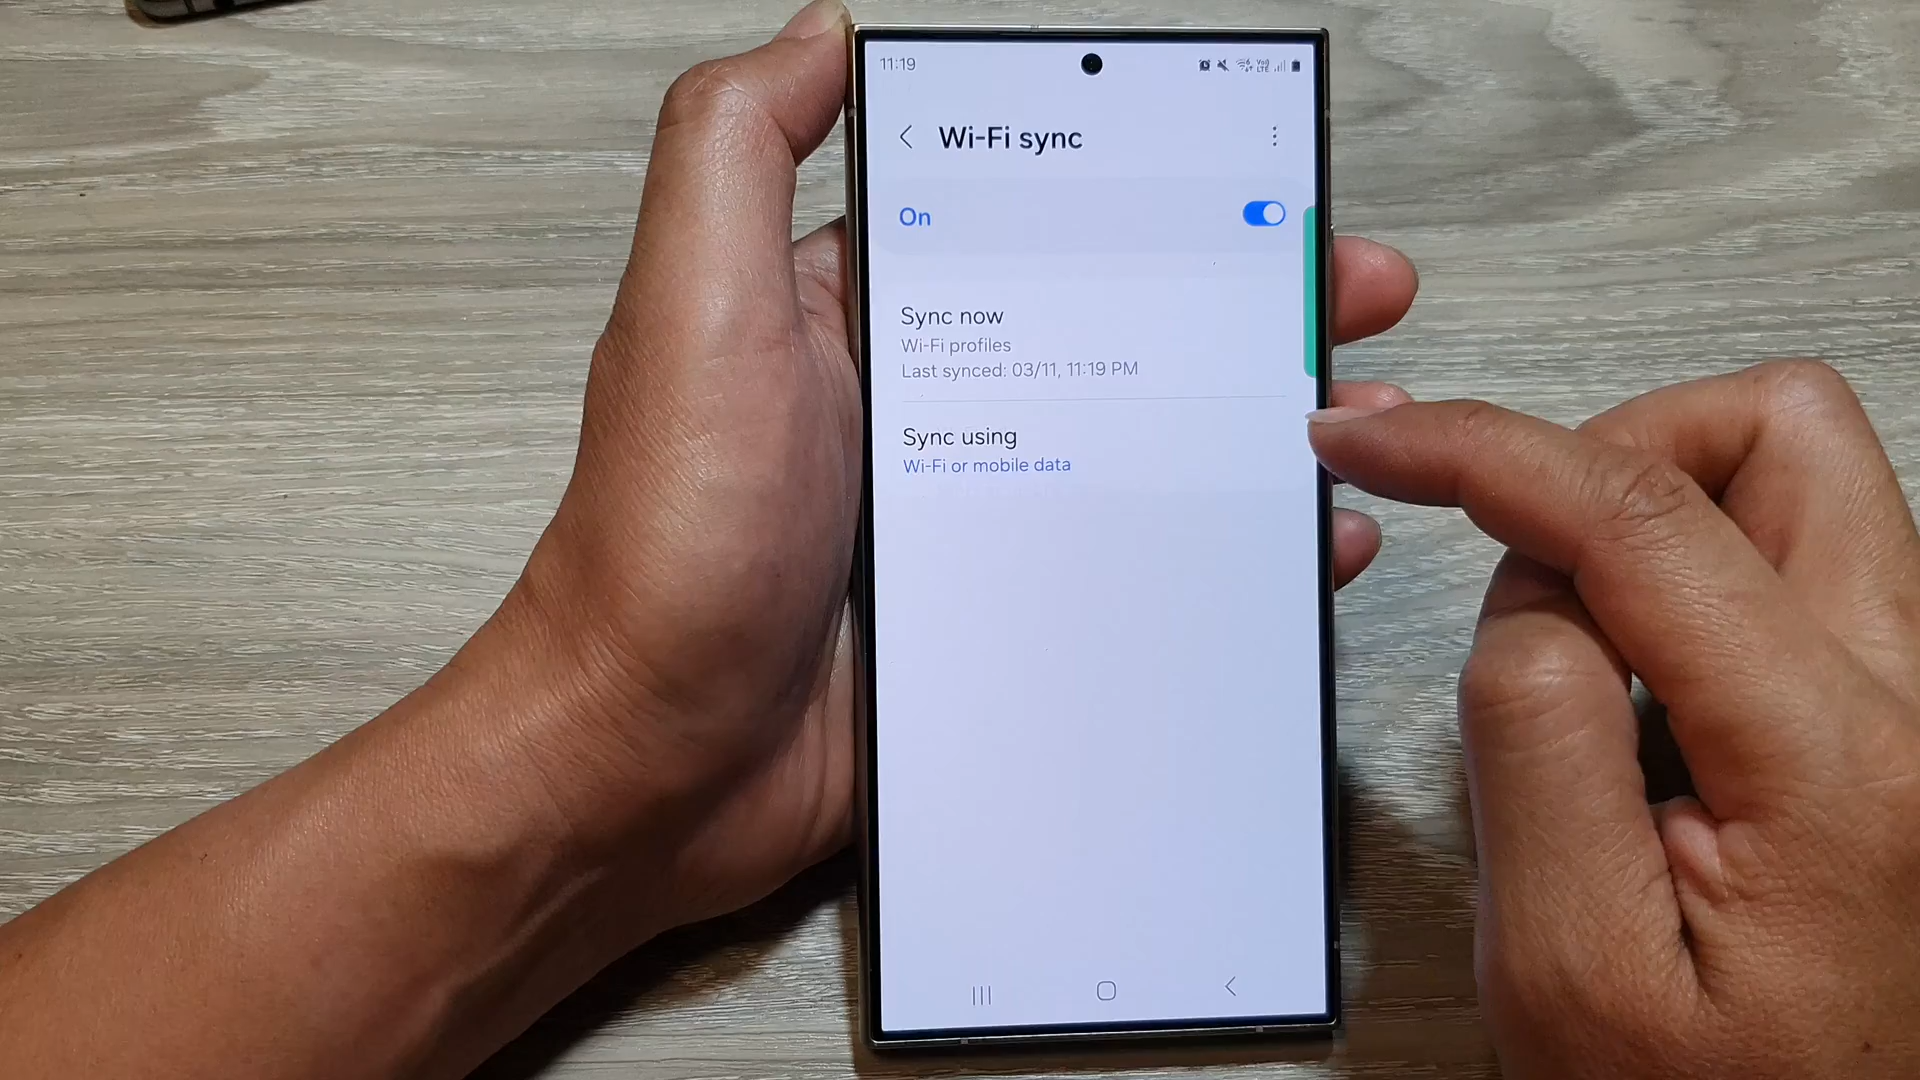 11:19
Wi-Fi sync
On
Sync now
Wi-Fi profiles
Last synced: 03/11, 11:19 PM
Sync using
Wi-Fi or mobile data